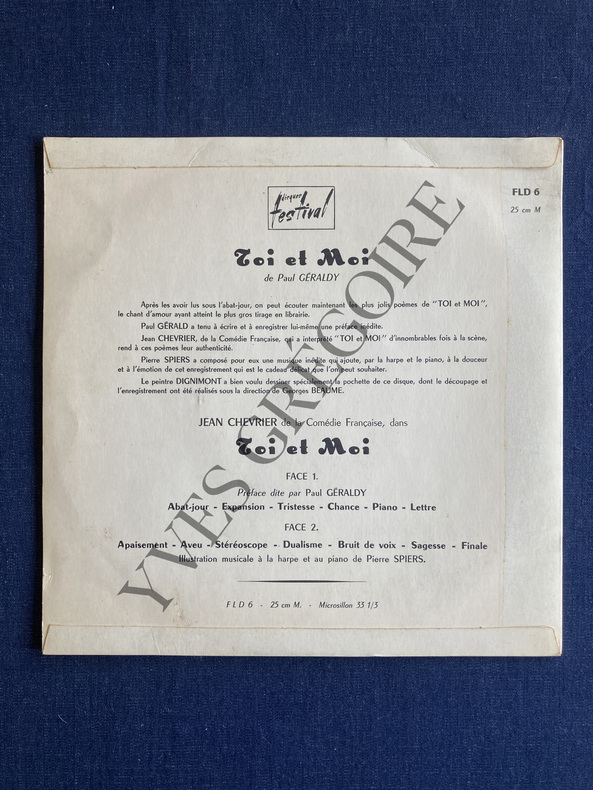 disques
festival
FLD 6
25 cm M
Toi et Moi
de Paul GÉRALDY
Après les avoir lus sous l'abat-jour, on peut écouter maintenant les plus jolis poèmes de "TOI et MOI",
le chant d'amour ayant atteint le plus gros tirage en librairie.
Paul GÉRALD a tenu à écrire et à enregistrer lui-même une préface inédite.
Jean CHEVRIER, de la Comédie Française, qui a interprété "TOI et MOI" d'innombrables fois à la scène,
rend à ces poèmes leur authenticité.
Pierre SPIERS a composé pour eux une musique inédite qui ajoute, par la harpe et le piano, à la douceur
et à l'émotion de cet enregistrement qui est le cadeau délicat que l'on peut souhaiter.
Le peintre DIGNIMONT a bien voulu dessiner spécialement la pochette de ce disque, dont le découpage et
l'enregistrement ont été réalisés sous la direction de Georges BEAUME.
JEAN CHEVRIER de la Comédie Française, dans
Toi et Moi
FACE 1.
Préface dite par Paul GÉRALDY
Abat-jour - Expansion - Tristesse - Chance - Piano - Lettre
FACE 2.
Apaisement - Aveu - Stéréoscope - Dualisme - Bruit de voix - Sagesse - Finale
Illustration musicale à la harpe et au piano de Pierre SPIERS.
FLD 6 - 25 cm M. - Microsillon 33 1/3
YVES GRÉGOIRE